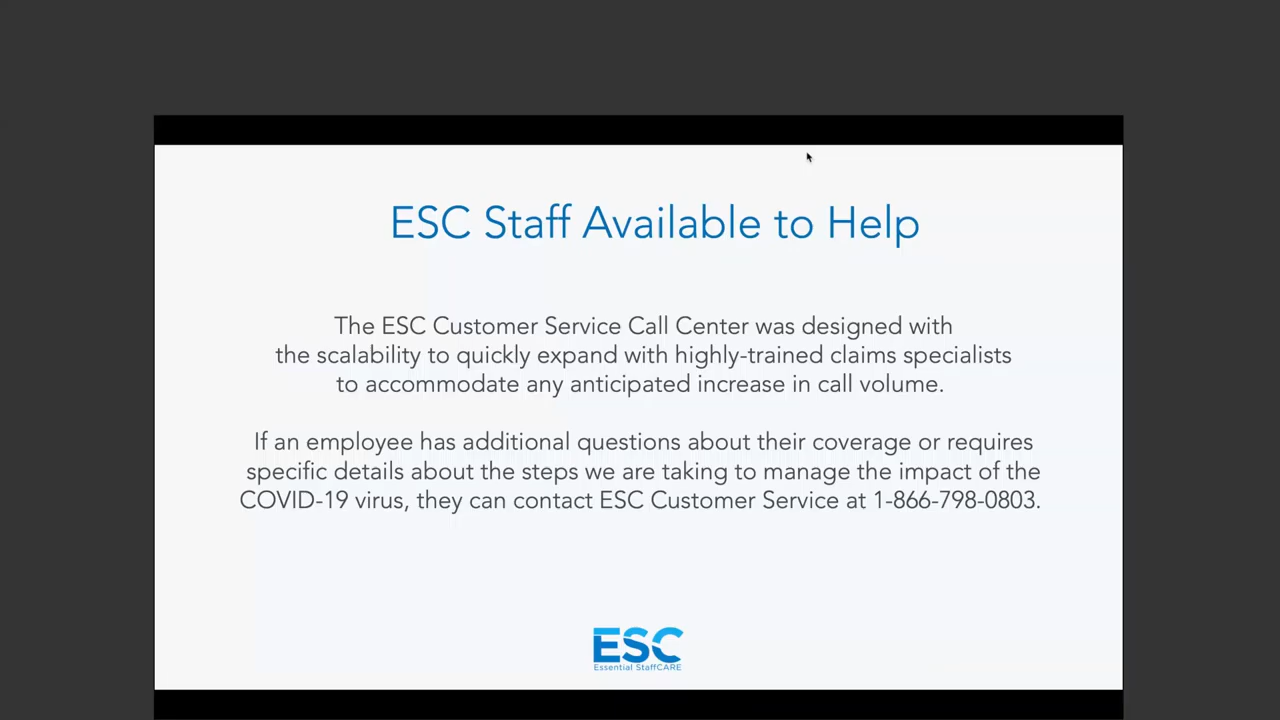 ESC Staff Available to Help
The ESC Customer Service Call Center was designed with
the scalability to quickly expand with highly-trained claims specialists
to accommodate any anticipated increase in call volume.
If an employee has additional questions about their coverage or requires
specific details about the steps we are taking to manage the impact of the
COVID-19 virus, they can contact ESC Customer Service at 1-866-798-0803.
ESC
Essential StaffCARE